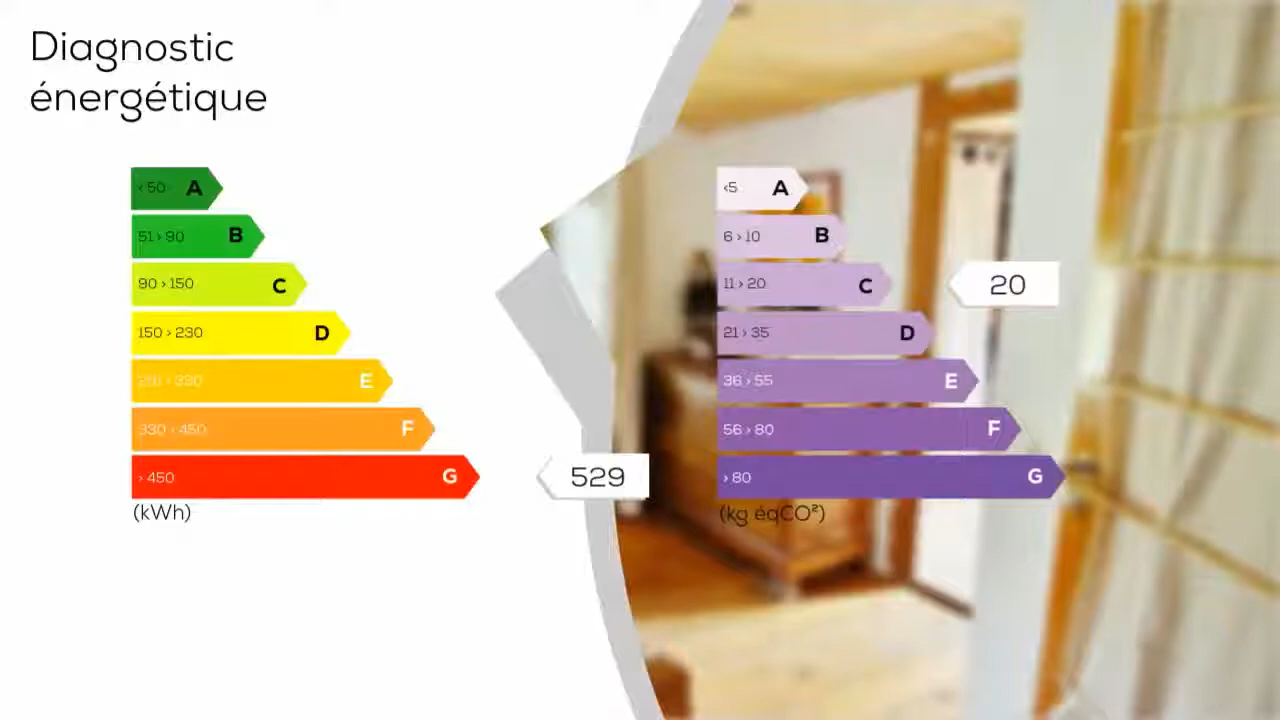 Diagnostic
énergétique
< 50 A
51 > 90 B
90 > 150 C
150 > 230 D
E
330 > 450 F
> 450 G
529
(kWh)
<5 A
6 > 10 B
11 > 20 C
20
21 > 35 D
36 > 55 E
56 > 80 F
> 80 G
(kg éqCO²)